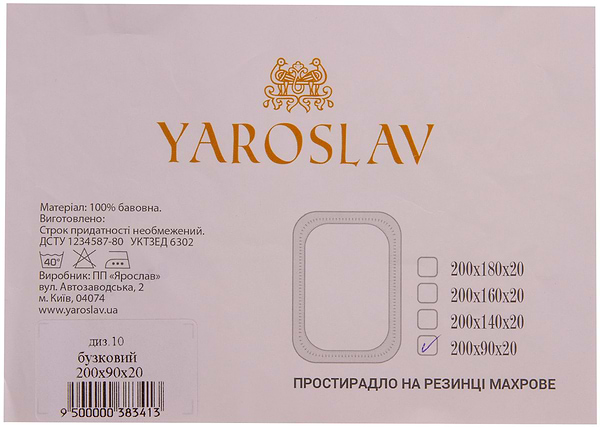 YAROSLAV
Матеріал: 100% бавовна.
Виготовлено:
Строк придатності необмежений.
ДСТУ 1234587-80 УКТЗЕД 6302
40°
Виробник: ПП «Ярослав»
вул. Автозаводська, 2
м. Київ, 04074
www.yaroslav.ua
диз.10
бузковий
200х90х20
9 500000 383413
200х180х20
200х160х20
200х140х20
200х90х20
ПРОСТИРАДЛО НА РЕЗИНЦІ МАХРОВЕ